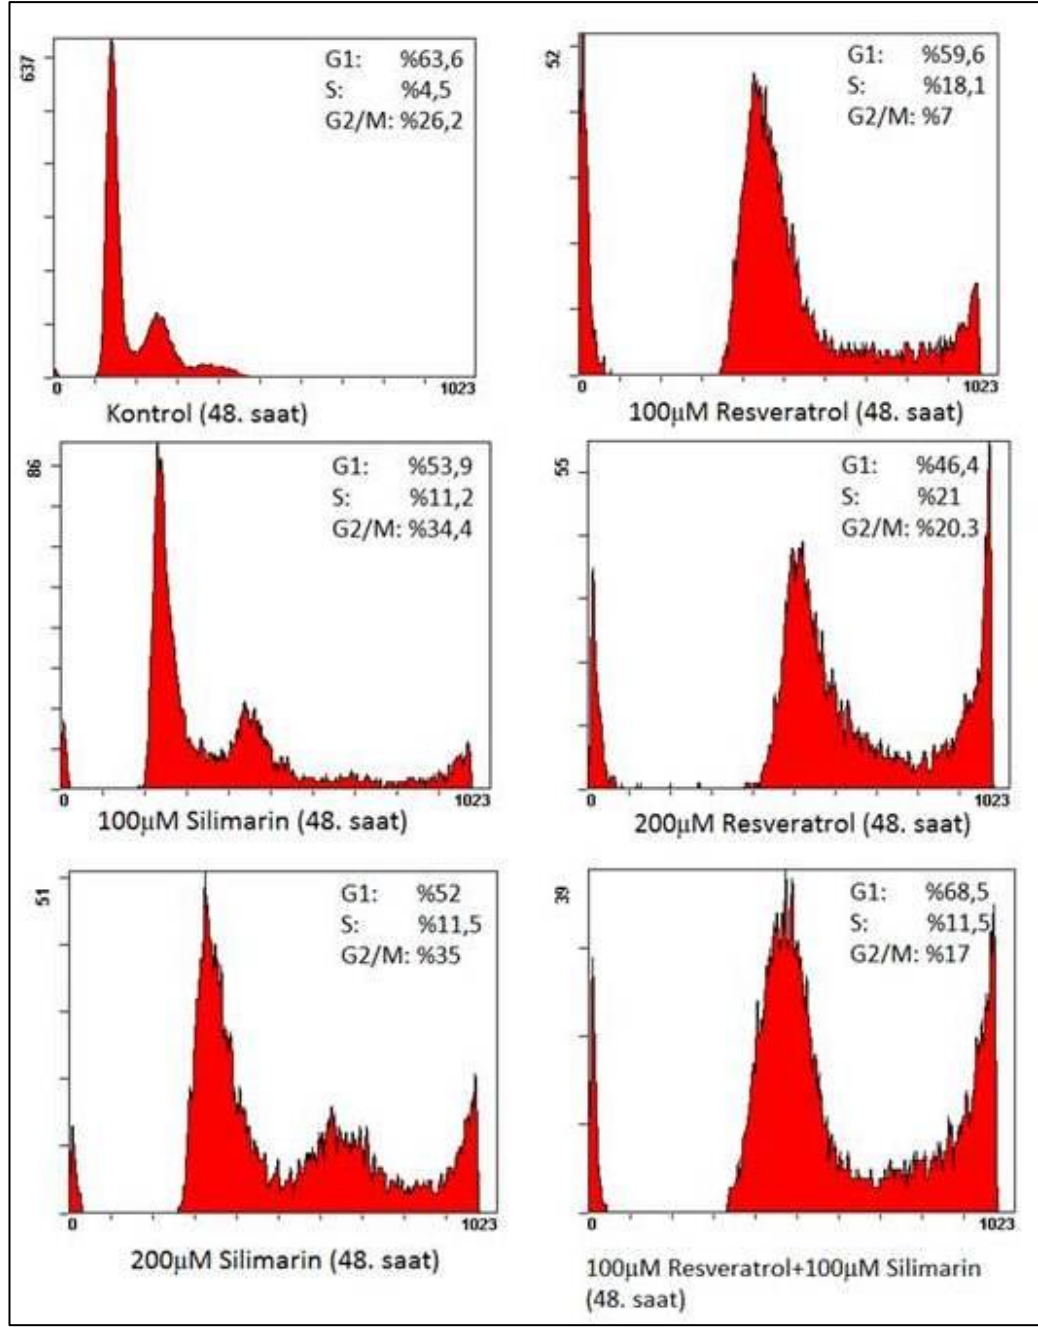 637
G1: %63,6
S: %4,5
G2/M: %26,2
0 1023
Kontrol (48. saat)
52
G1: %59,6
S: %18,1
G2/M: %7
0 1023
100μM Resveratrol (48. saat)
86
G1: %53,9
S: %11,2
G2/M: %34,4
0 1023
100μM Silimarin (48. saat)
55
G1: %46,4
S: %21
G2/M: %20.3
0 1023
200μM Resveratrol (48. saat)
51
G1: %52
S: %11,5
G2/M: %35
0 1023
200μM Silimarin (48. saat)
39
G1: %68,5
S: %11,5
G2/M: %17
0 1023
100μM Resveratrol+100μM Silimarin
(48. saat)